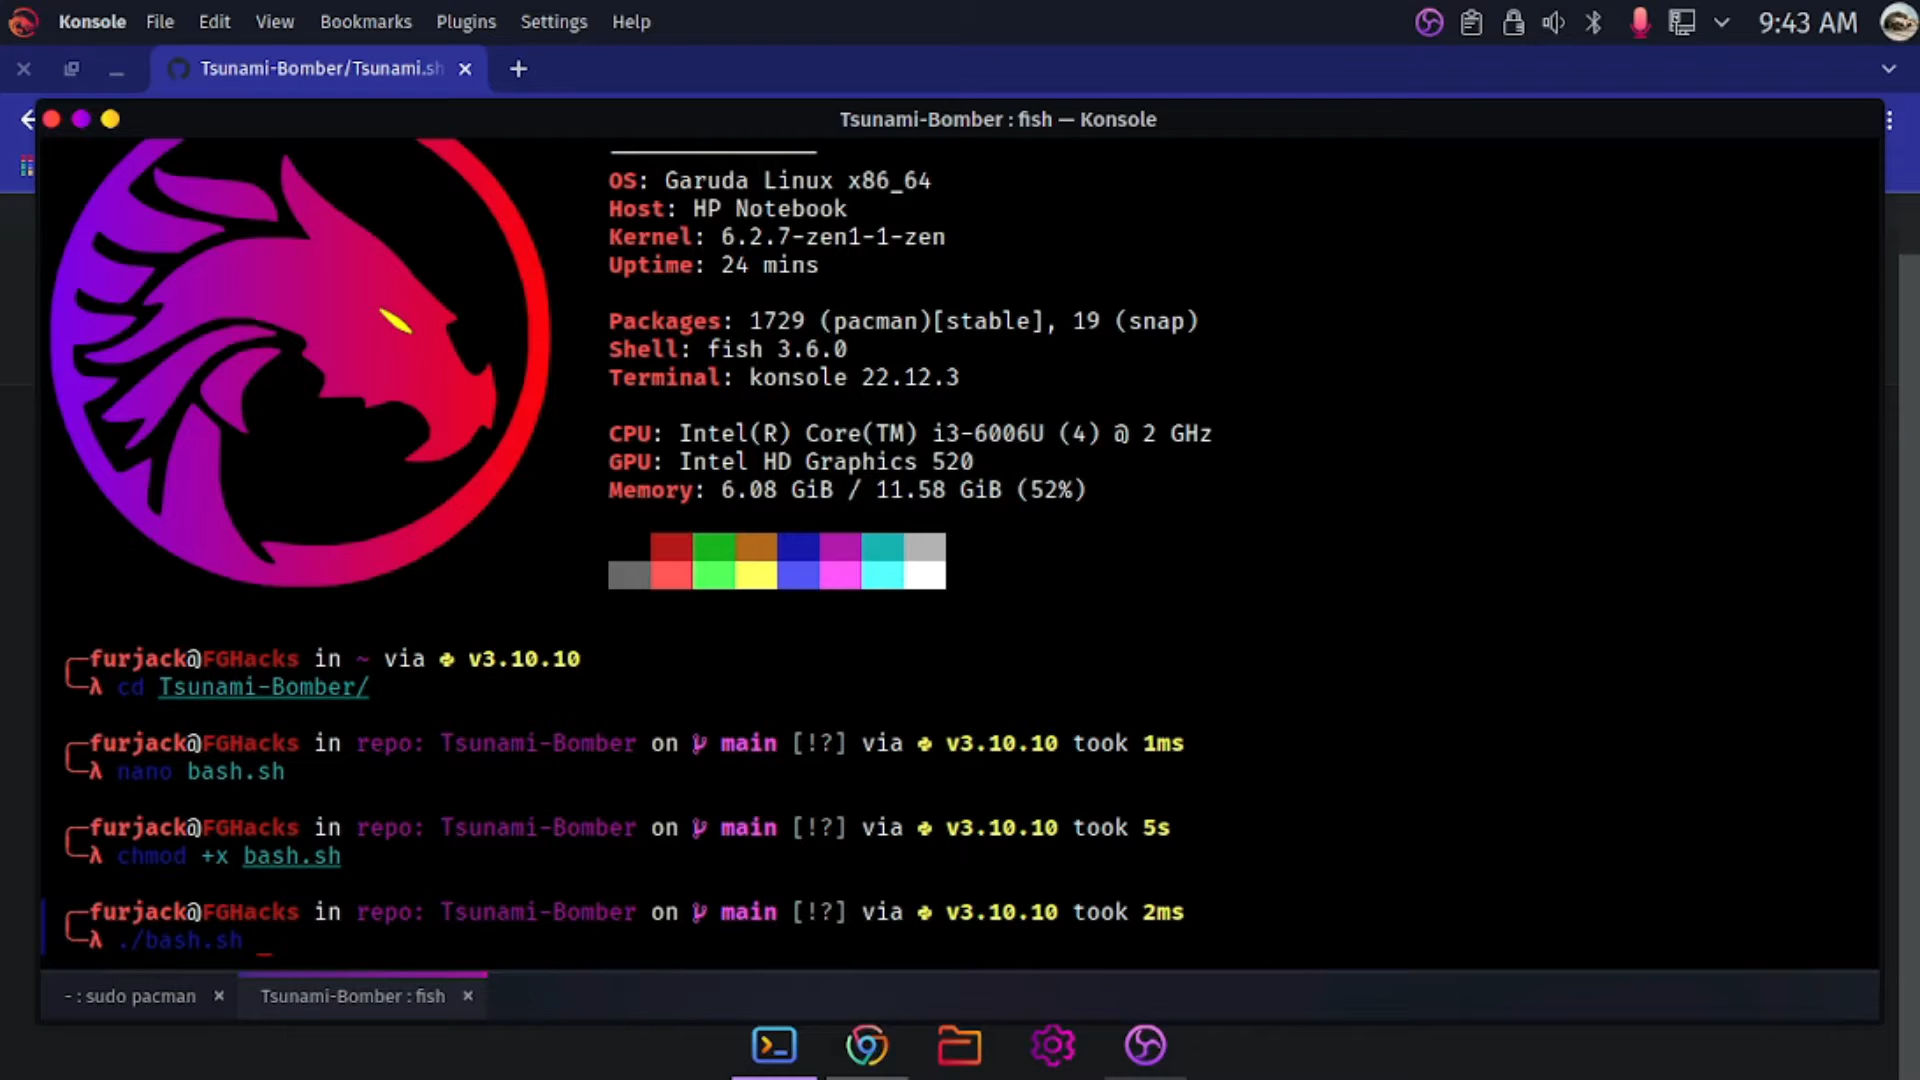 Konsole File Edit View Bookmarks Plugins Settings Help 9:43 AM
Tsunami-Bomber/Tsunami.sh
Tsunami-Bomber : fish — Konsole
OS: Garuda Linux x86_64
Host: HP Notebook
Kernel: 6.2.7-zen1-1-zen
Uptime: 24 mins
Packages: 1729 (pacman)[stable], 19 (snap)
Shell: fish 3.6.0
Terminal: konsole 22.12.3
CPU: Intel(R) Core(TM) i3-6006U (4) @ 2 GHz
GPU: Intel HD Graphics 520
Memory: 6.08 GiB / 11.58 GiB (52%)
furjack@FGHacks in ~ via v3.10.10
λ cd Tsunami-Bomber/
furjack@FGHacks in repo: Tsunami-Bomber on main [!?] via v3.10.10 took 1ms
λ nano bash.sh
furjack@FGHacks in repo: Tsunami-Bomber on main [!?] via v3.10.10 took 5s
λ chmod +x bash.sh
furjack@FGHacks in repo: Tsunami-Bomber on main [!?] via v3.10.10 took 2ms
λ ./bash.sh _
~ : sudo pacman Tsunami-Bomber : fish